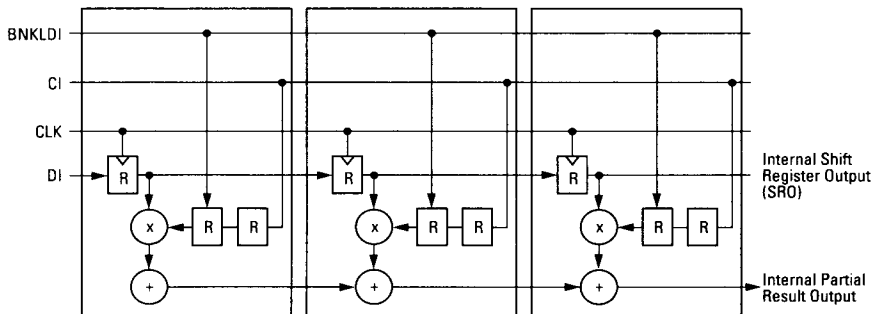 BNKLDI
CI
CLK
DI
R
R
R
Internal Shift
Register Output
(SRO)
x
R
R
x
R
R
x
R
R
+
+
+
Internal Partial
Result Output